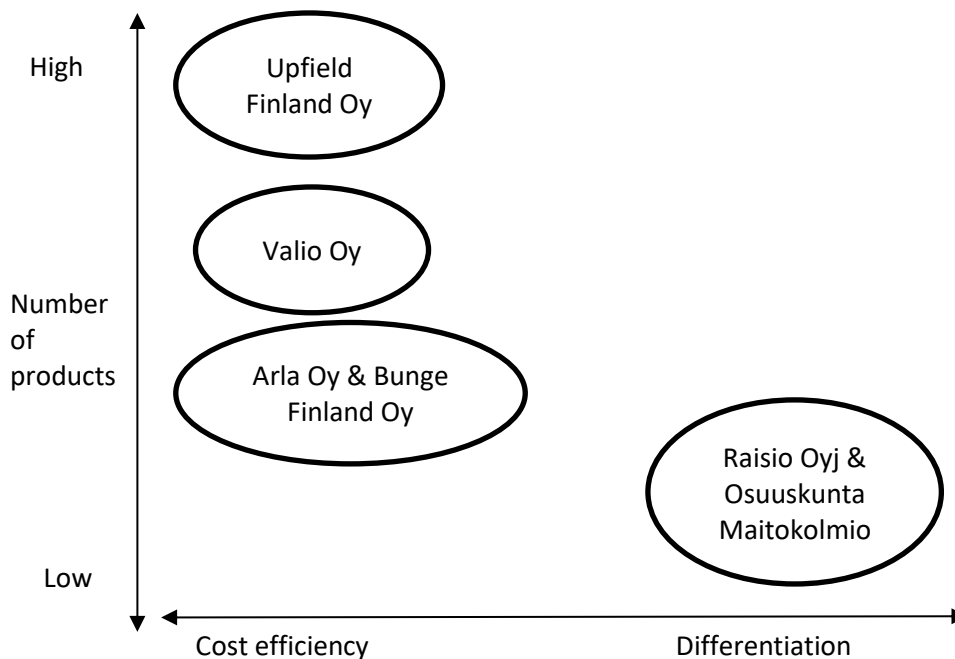 High
Upfield
Finland Oy
Valio Oy
Number
of
products
Arla Oy & Bunge
Finland Oy
Raisio Oyj &
Osuuskunta
Maitokolmio
Low
Cost efficiency
Differentiation